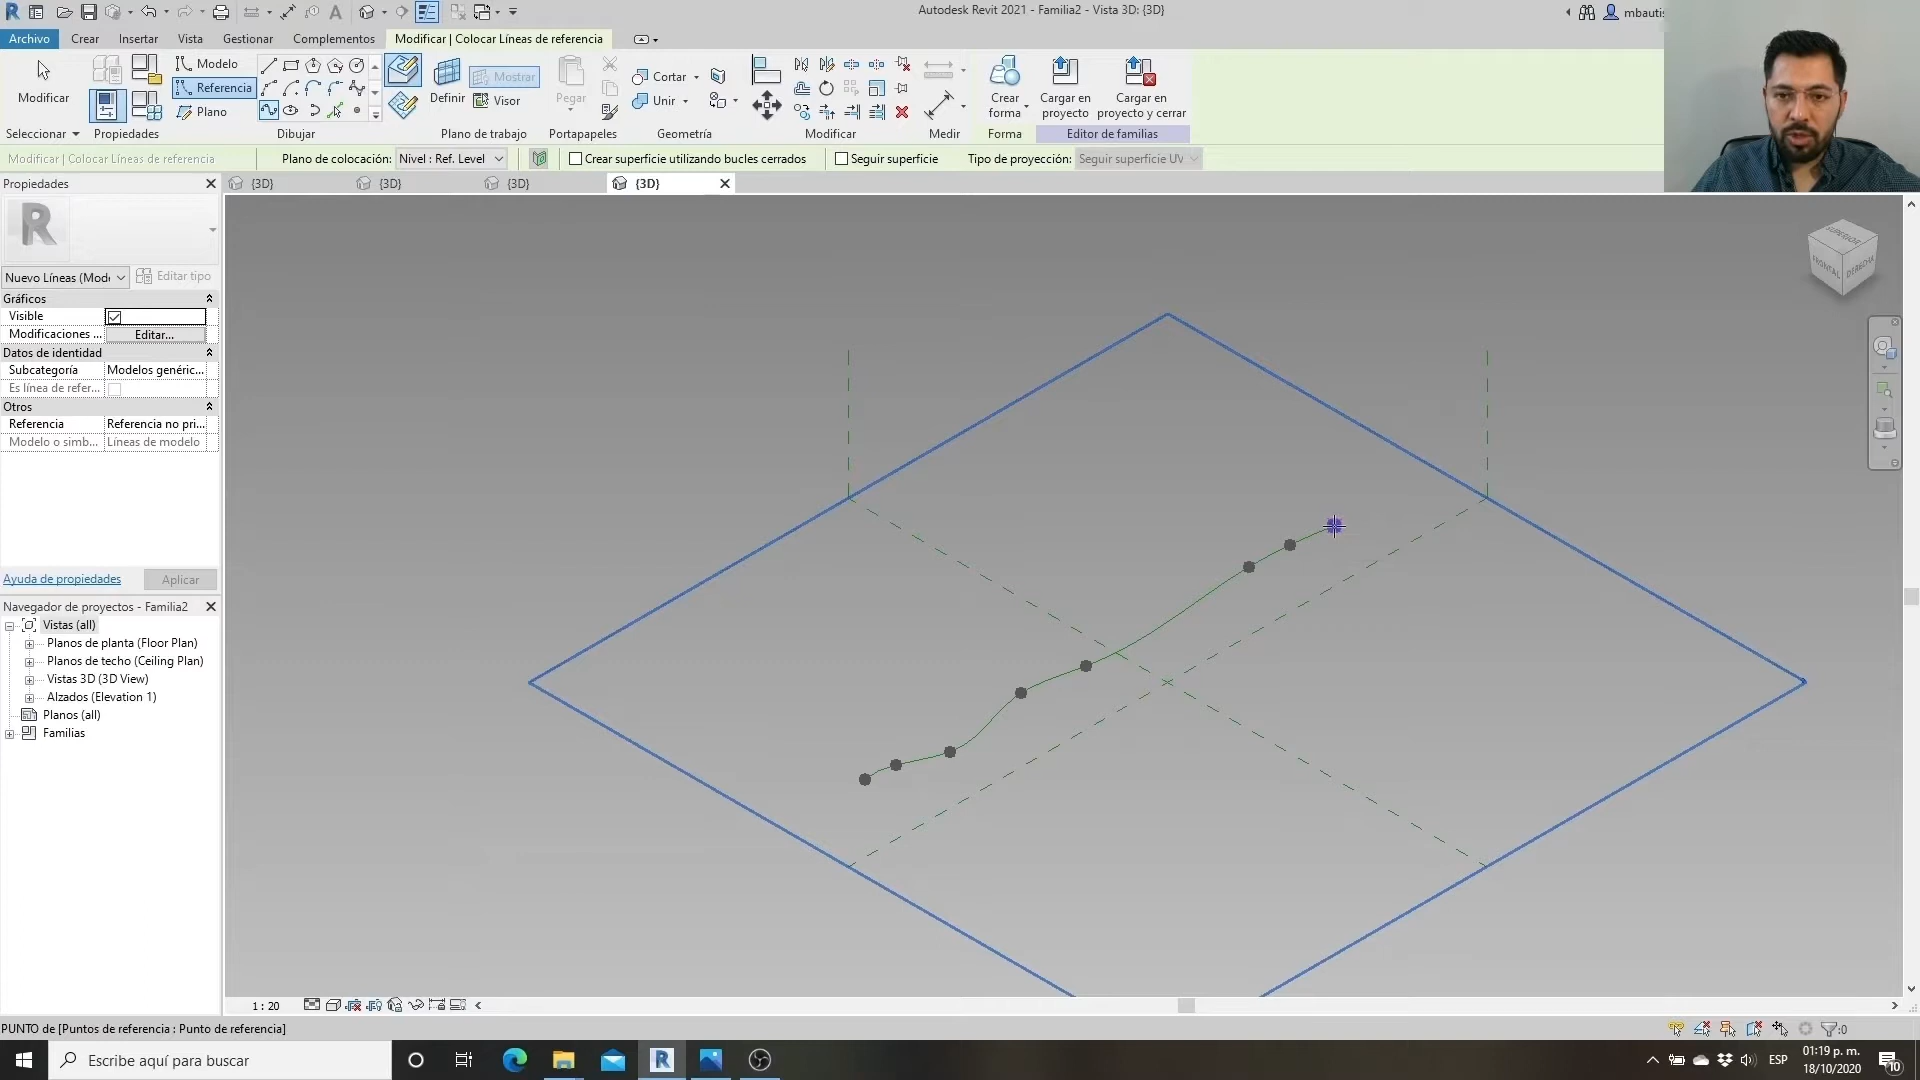 Autodesk Revit 2021 - Familia2 - Vista 3D: {3D}
mbautis
Archivo Crear Insertar Vista Gestionar Complementos Modificar | Colocar Líneas de referencia
Modificar
Modelo
Referencia
Plano
Definir
Mostrar
Visor
Pegar
Cortar
Unir
Crear forma
Cargar en proyecto
Cargar en proyecto y cerrar
Seleccionar Propiedades Dibujar Plano de trabajo Portapapeles Geometría Modificar Medir Forma Editor de familias
Modificar | Colocar Líneas de referencia Plano de colocación: Nivel : Ref. Level Crear superficie utilizando bucles cerrados Seguir superficie Tipo de proyección: Seguir superficie UV
Propiedades
{3D} {3D} {3D} {3D}
R
Nuevo Líneas (Mod Editar tipo
Gráficos
Visible
Modificaciones ... Editar...
Datos de identidad
Subcategoría Modelos genéric...
Es línea de refer...
Otros
Referencia Referencia no pri...
Modelo o simb... Líneas de modelo
Ayuda de propiedades Aplicar
Navegador de proyectos - Familia2
Vistas (all)
Planos de planta (Floor Plan)
Planos de techo (Ceiling Plan)
Vistas 3D (3D View)
Alzados (Elevation 1)
Planos (all)
Familias
SUPERIOR
FRONTAL DERECHA
1 : 20
PUNTO de [Puntos de referencia : Punto de referencia]
:0
Escribe aquí para buscar
ESP
01:19 p. m.
18/10/2020
10